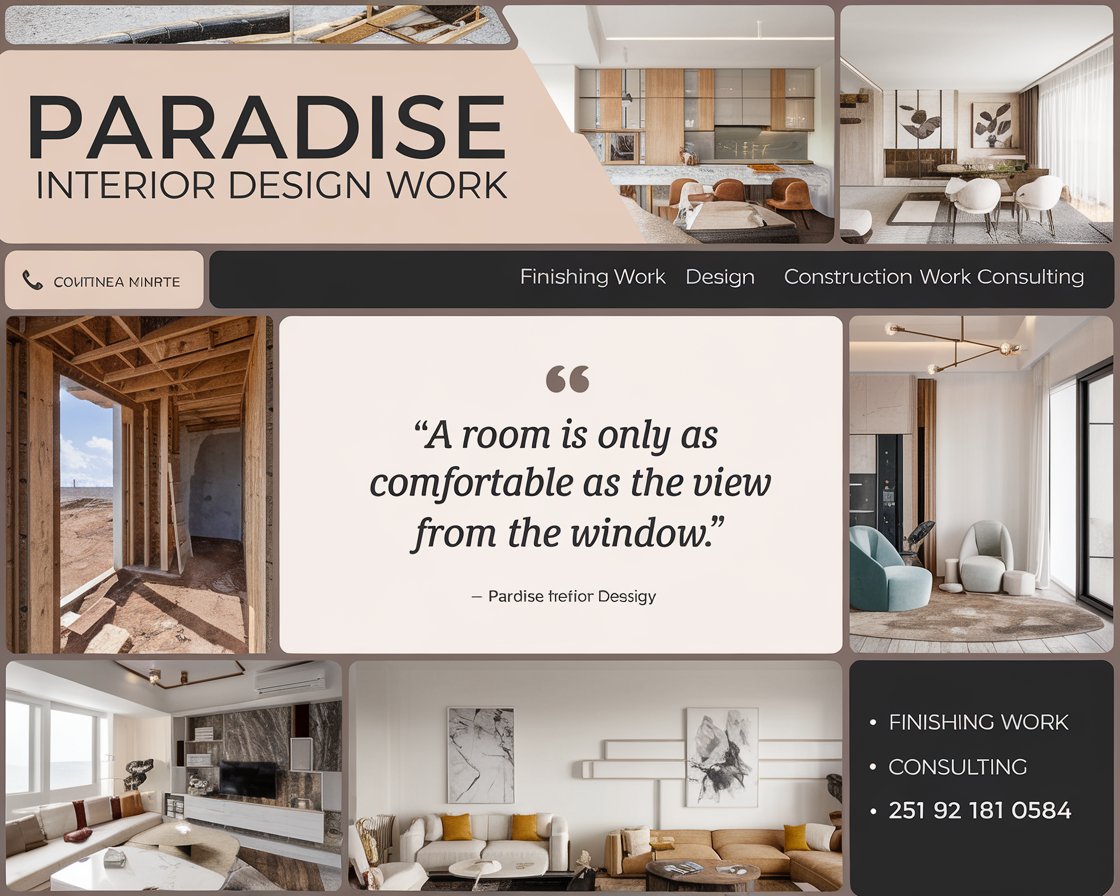 PARADISE
INTERIOR DESIGN WORK
COUTINEA MINRTE
Finishing Work Design Construction Work Consulting
“
“A room is only as
comfortable as the view
from the window.”
– Pardise trefior Dessigy
• FINISHING WORK
• CONSULTING
• 251 92 181 0584